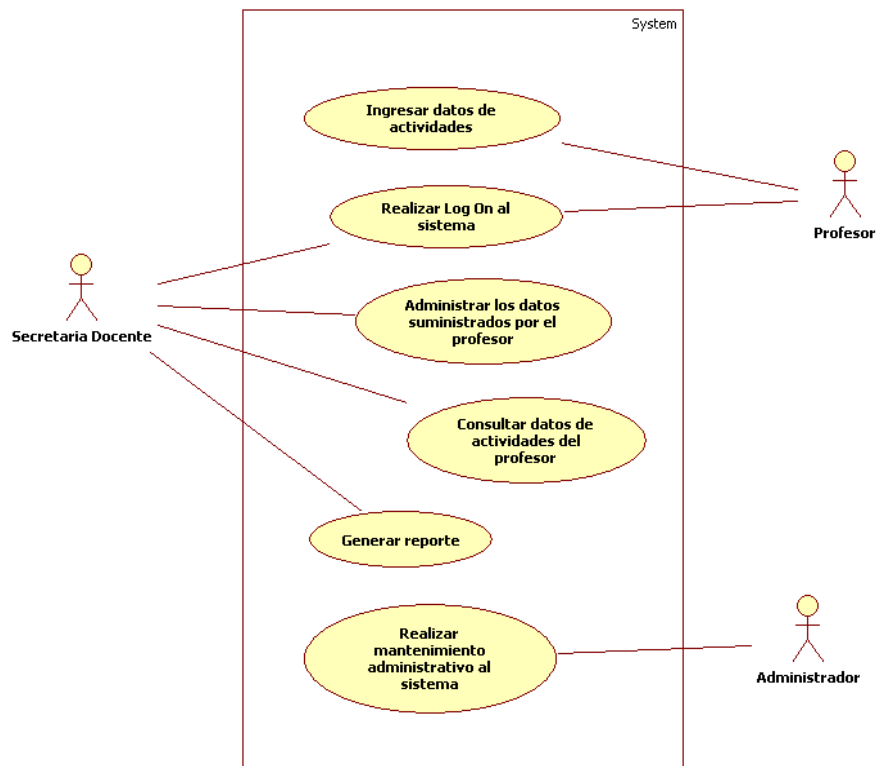 System
Ingresar datos de
actividades
Realizar Log On al
sistema
Profesor
Secretaria Docente
Administrar los datos
suministrados por el
profesor
Consultar datos de
actividades del
profesor
Generar reporte
Realizar
mantenimiento
administrativo al
sistema
Administrador